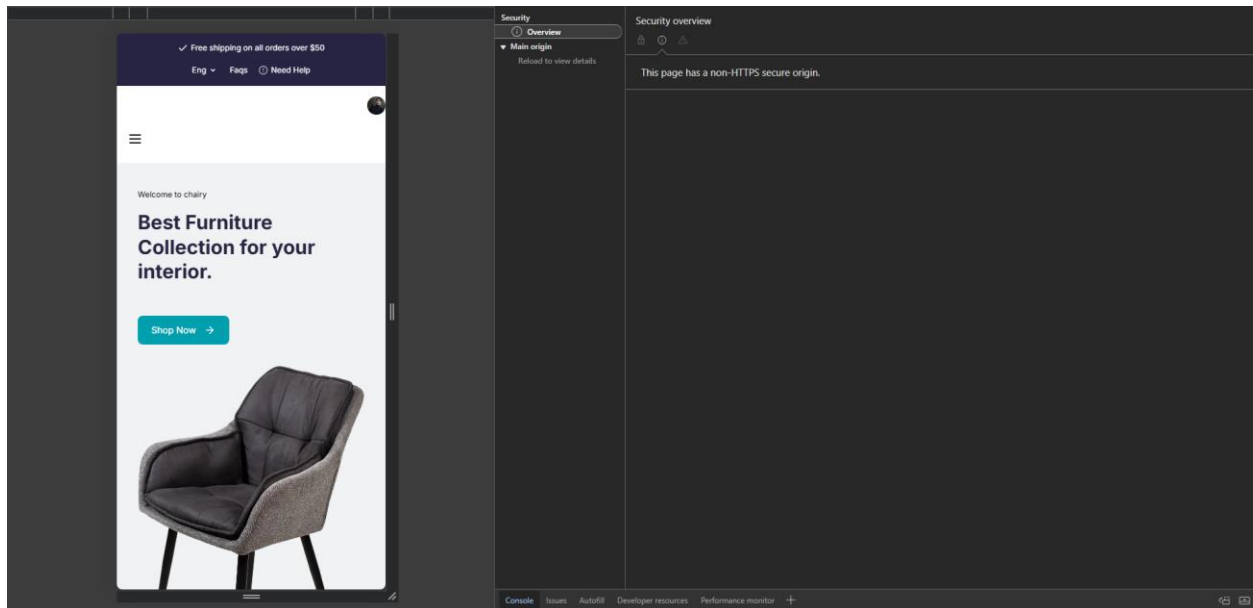 Free shipping on all orders over $50
Eng Faqs Need Help
Welcome to chairy
Best Furniture
Collection for your
interior.
Shop Now
Security
Overview
Main origin
Reload to view details
Security overview
This page has a non-HTTPS secure origin.
Console Issues Autofill Developer resources Performance monitor